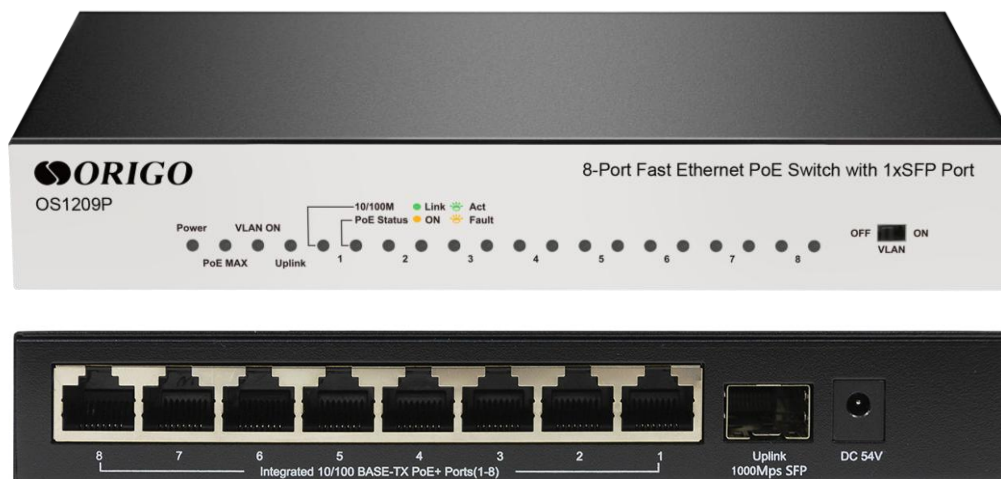 ORIGO
8-Port Fast Ethernet PoE Switch with 1xSFP Port
OS1209P
10/100M Link Act
PoE Status ON Fault
Power VLAN ON
PoE MAX Uplink
1 2 3 4 5 6 7 8
OFF ON
VLAN
8 7 6 5 4 3 2 1
Integrated 10/100 BASE-TX PoE+ Ports(1-8)
Uplink
1000Mps SFP
DC 54V